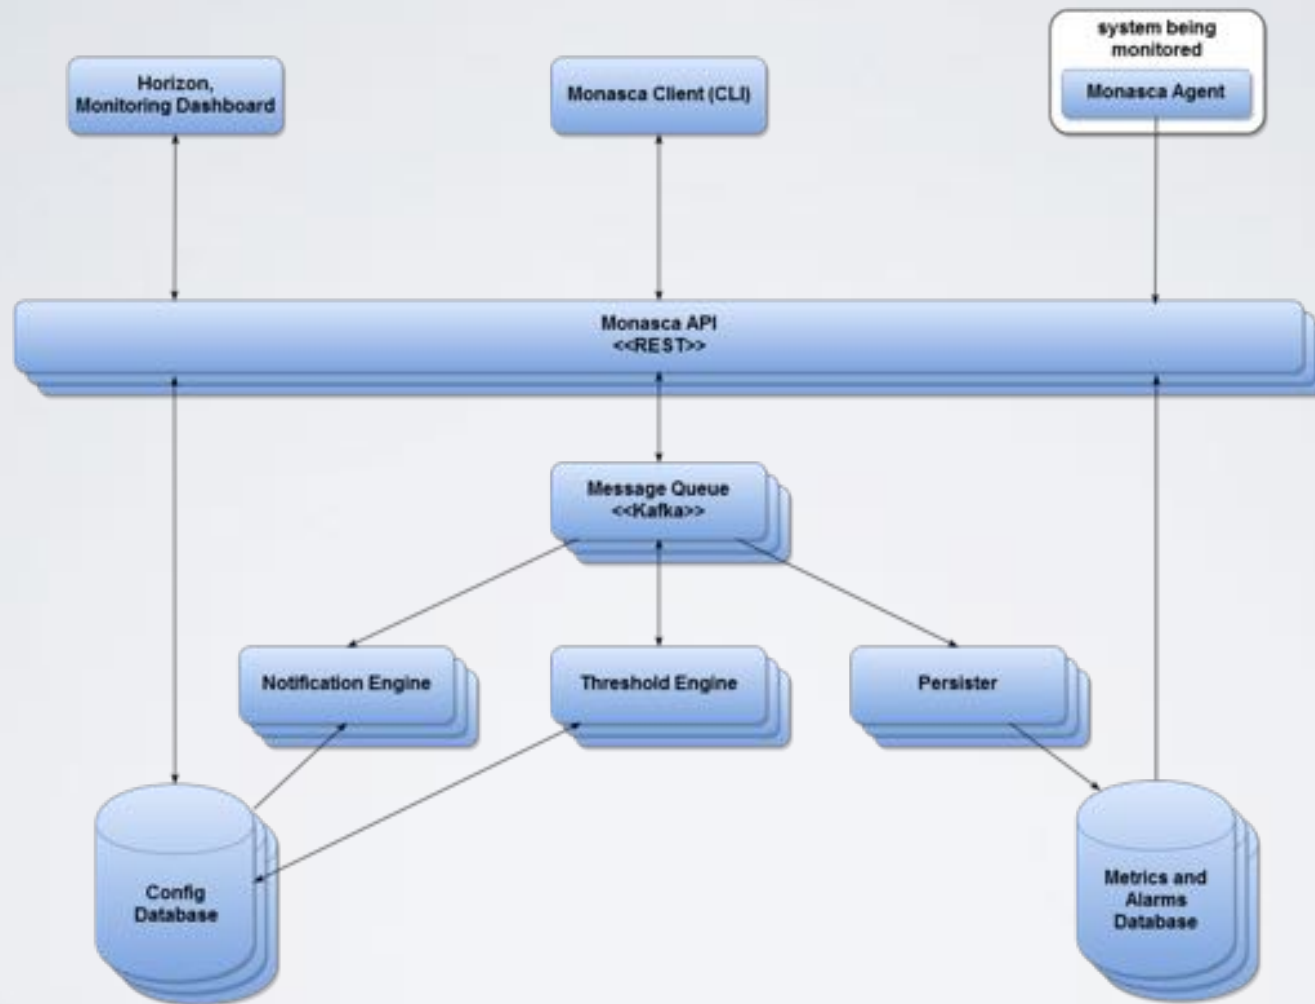 Horizon,
Monitoring Dashboard
Monasca Client (CLI)
system being
monitored
Monasca Agent
Monasca API
<<REST>>
Message Queue
<<Kafka>>
Notification Engine
Threshold Engine
Persister
Config
Database
Metrics and
Alarms
Database